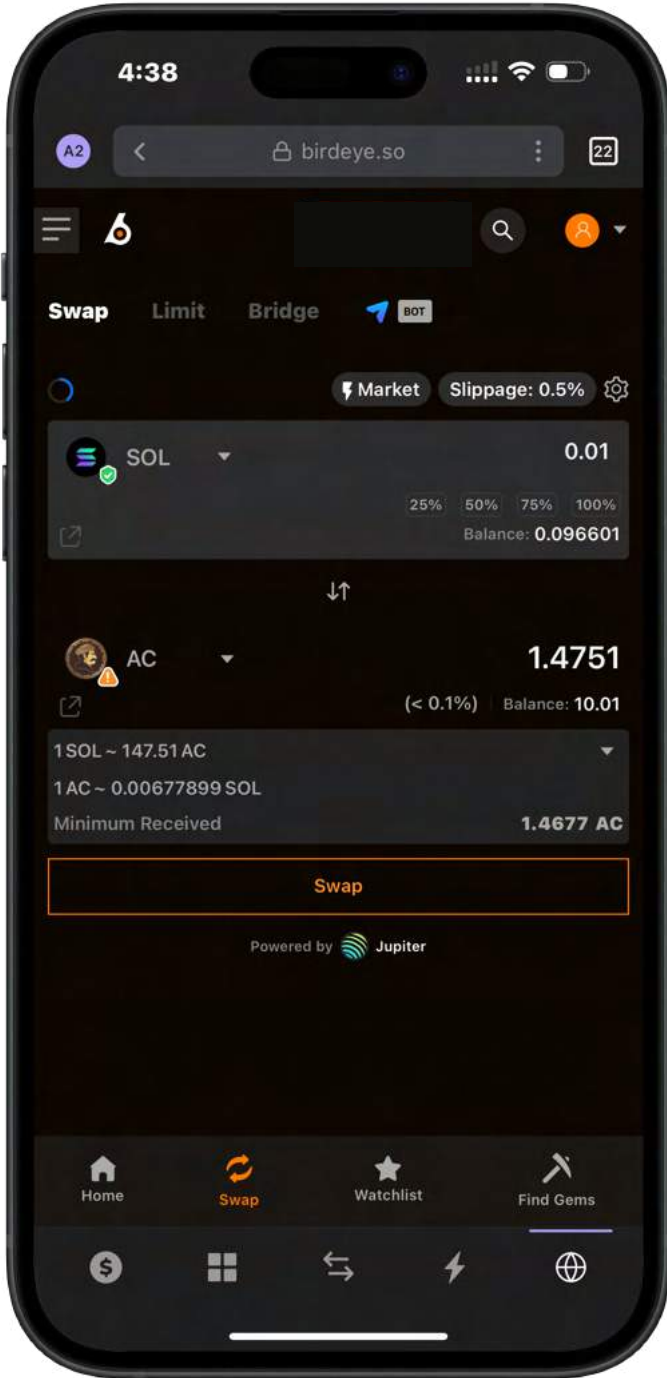 4:38
A2 birdeye.so 22
Swap Limit Bridge BOT
Market Slippage: 0.5%
SOL 0.01
25% 50% 75% 100%
Balance: 0.096601
AC 1.4751
(< 0.1%) Balance: 10.01
1 SOL ~ 147.51 AC
1 AC ~ 0.00677899 SOL
Minimum Received 1.4677 AC
Swap
Powered by Jupiter
Home Swap Watchlist Find Gems